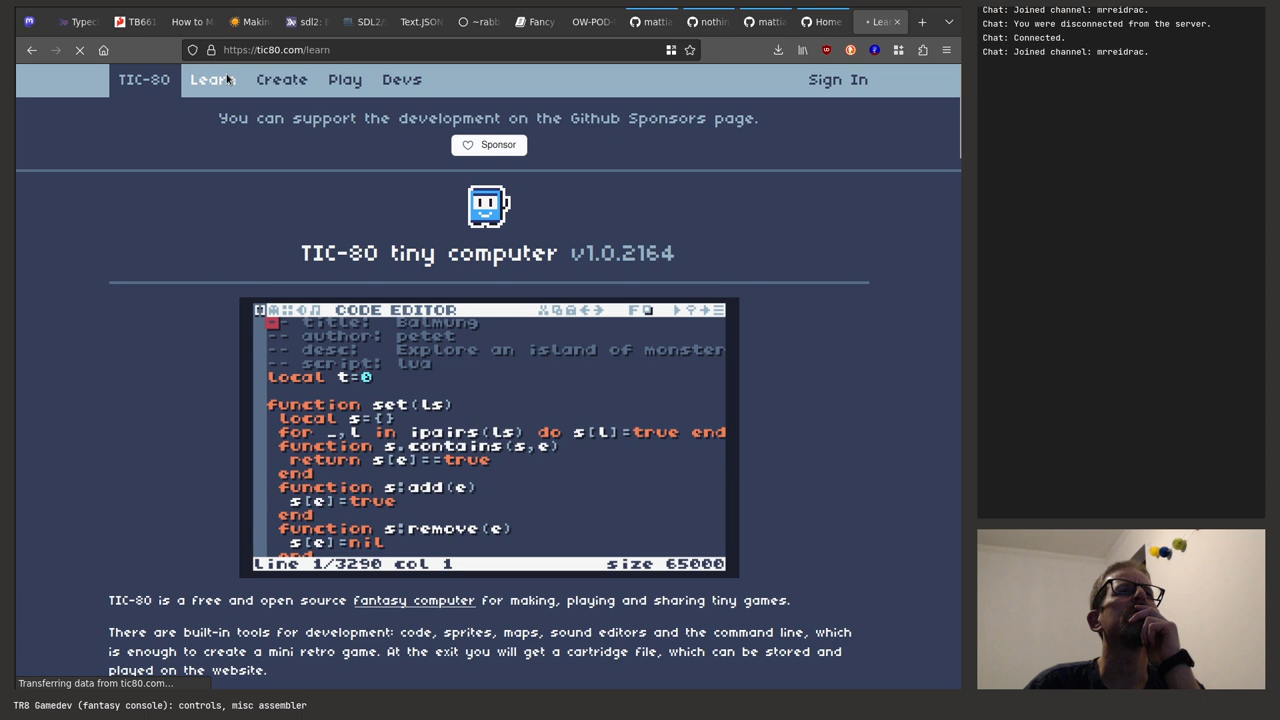 Typeci
TB661
How to M
Makin
sdl2:
SDL2/
Text.JSON
~rabb
Fancy
OW-POD-
mattia
nothin
mattia
Home
Lear
https://tic80.com/learn
TIC-80
Learn
Create
Play
Devs
Sign In
You can support the development on the Github Sponsors page.
Sponsor
TIC-80 tiny computer v1.0.2164
CODE EDITOR
-- title: Balmung
-- author: petet
-- desc: Explore an island of monster
-- script: lua
local t=0
function set(ls)
local s={}
for _,l in ipairs(ls) do s[l]=true end
function s.contains(s,e)
return s[e]==true
end
function s:add(e)
s[e]=true
end
function s:remove(e)
s[e]=nil
end
line 1/3290 col 1
size 65000
TIC-80 is a free and open source fantasy computer for making, playing and sharing tiny games.
There are built-in tools for development: code, sprites, maps, sound editors and the command line, which
is enough to create a mini retro game. At the exit you will get a cartridge file, which can be stored and
played on the website.
Transferring data from tic80.com...
TR8 Gamedev (fantasy console): controls, misc assembler
Chat: Joined channel: mrreidrac.
Chat: You were disconnected from the server.
Chat: Connected.
Chat: Joined channel: mrreidrac.